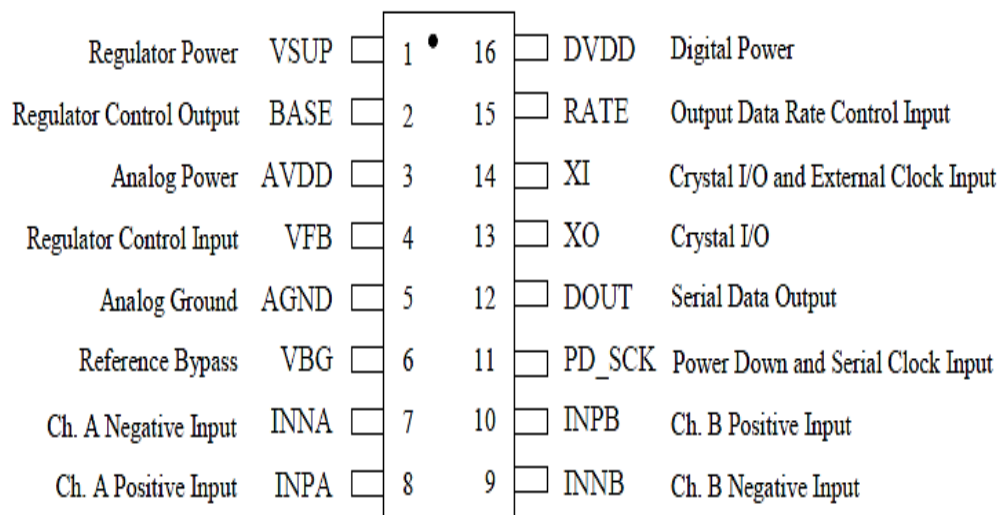 Regulator Power VSUP 1 16 DVDD Digital Power
Regulator Control Output BASE 2 15 RATE Output Data Rate Control Input
Analog Power AVDD 3 14 XI Crystal I/O and External Clock Input
Regulator Control Input VFB 4 13 XO Crystal I/O
Analog Ground AGND 5 12 DOUT Serial Data Output
Reference Bypass VBG 6 11 PD_SCK Power Down and Serial Clock Input
Ch. A Negative Input INNA 7 10 INPB Ch. B Positive Input
Ch. A Positive Input INPA 8 9 INNB Ch. B Negative Input